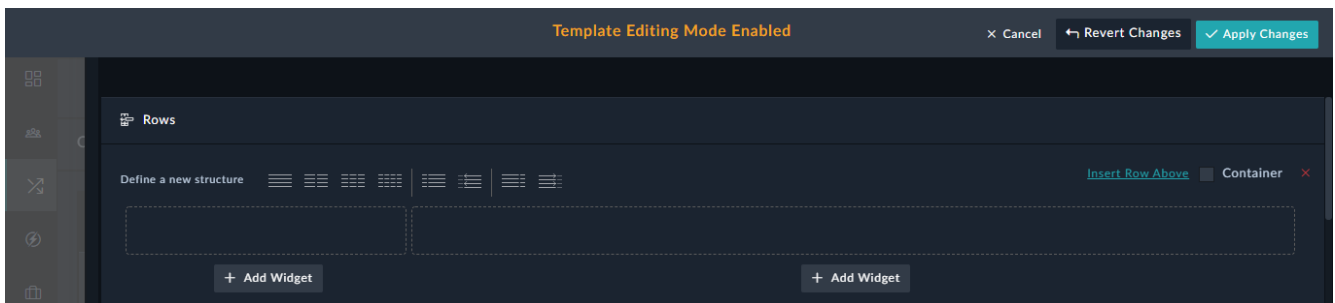 Template Editing Mode Enabled
× Cancel
Revert Changes
Apply Changes
Rows
Define a new structure
Insert Row Above
Container
+ Add Widget
+ Add Widget